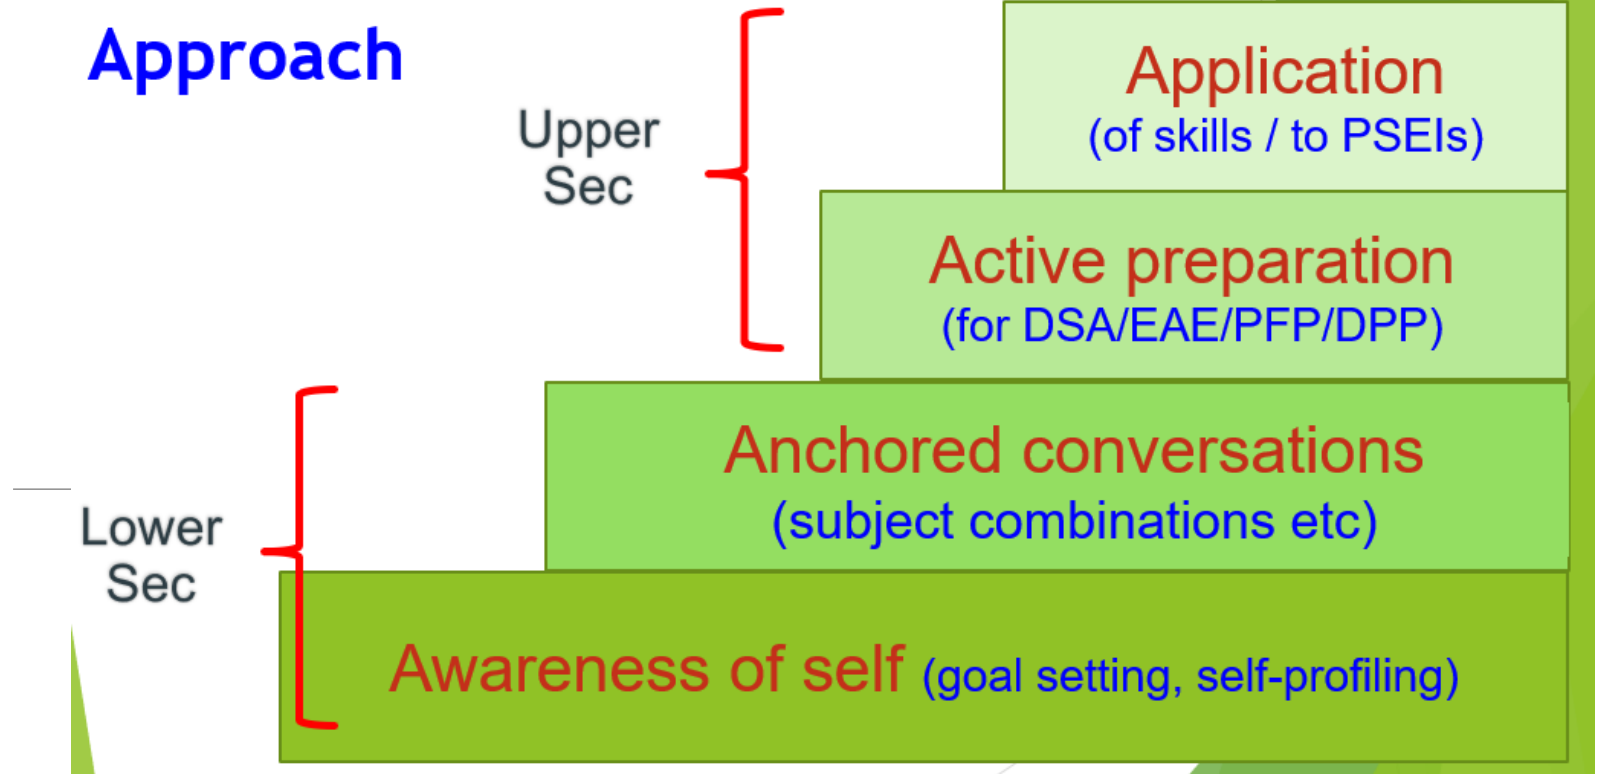 Approach
Upper
Sec
Application
(of skills / to PSEIs)
Active preparation
(for DSA/EAE/PFP/DPP)
Lower
Sec
Anchored conversations
(subject combinations etc)
Awareness of self (goal setting, self-profiling)